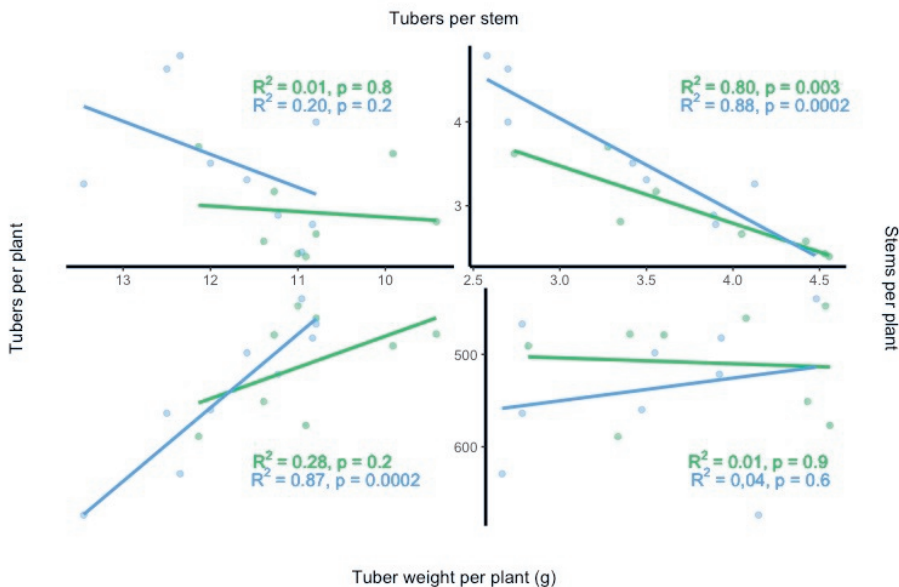 Tubers per stem
R² = 0.01, p = 0.8
R² = 0.20, p = 0.2
R² = 0.80, p = 0.003
R² = 0.88, p = 0.0002
4
3
13 12 11 10
2.5 3.0 3.5 4.0 4.5
Tubers per plant
Stems per plant
500
600
R² = 0.28, p = 0.2
R² = 0.87, p = 0.0002
R² = 0.01, p = 0.9
R² = 0,04, p = 0.6
Tuber weight per plant (g)